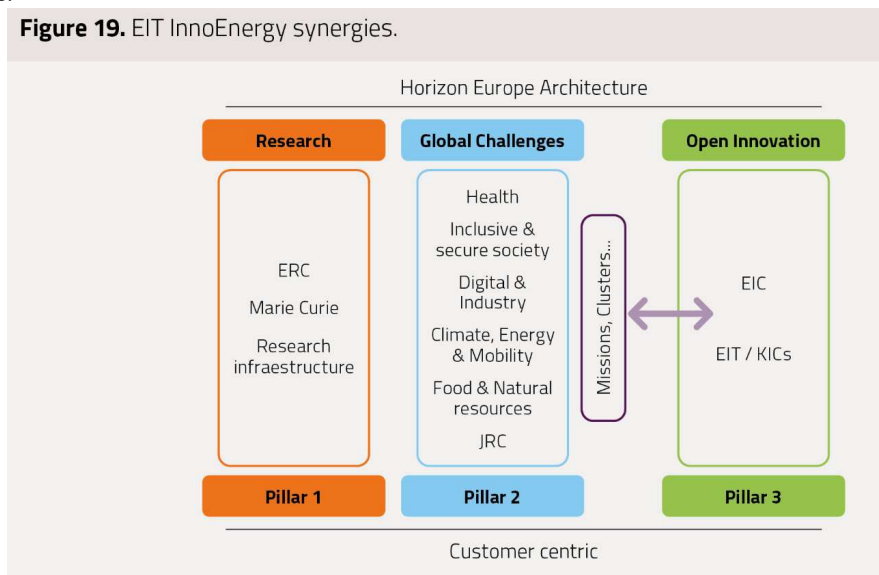 Figure 19. EIT InnoEnergy synergies.
Horizon Europe Architecture
Research
ERC
Marie Curie
Research
infraestructure
Pillar 1
Global Challenges
Health
Inclusive &
secure society
Digital &
Industry
Climate, Energy
& Mobility
Food & Natural
resources
JRC
Pillar 2
Missions, Clusters...
Open Innovation
EIC
EIT / KICs
Pillar 3
Customer centric